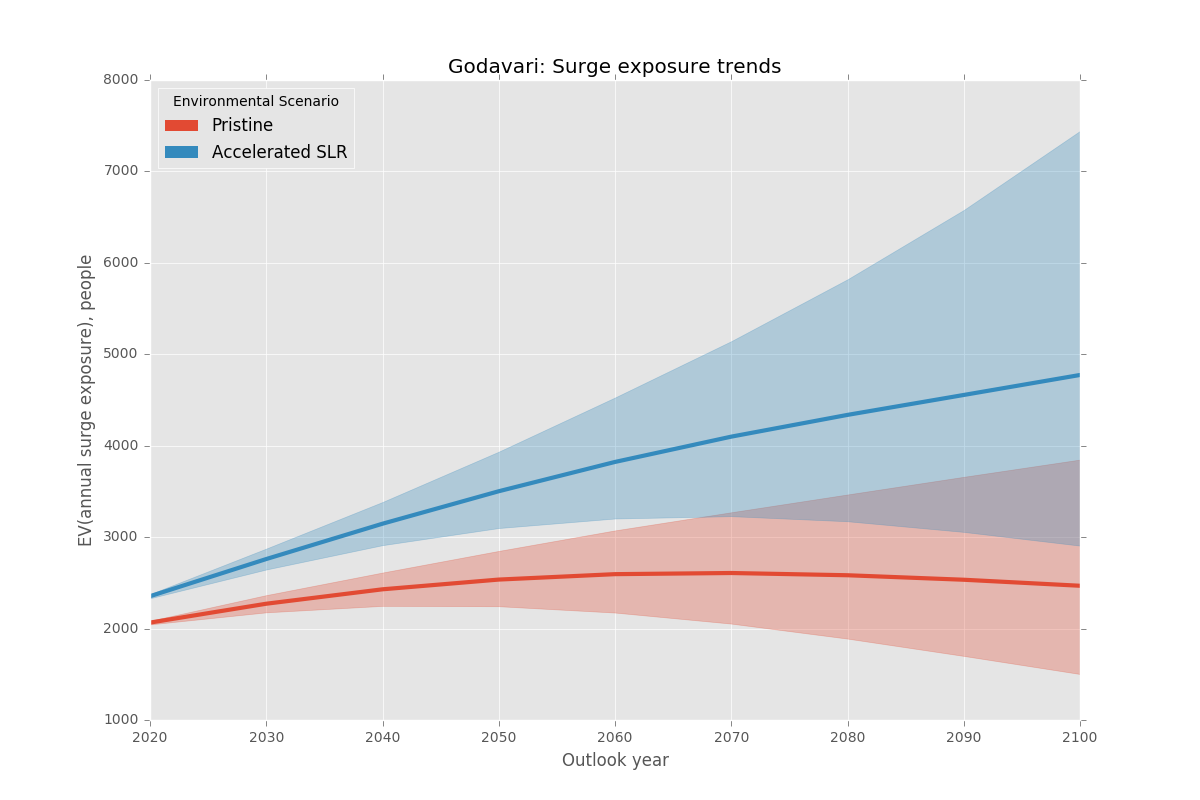 Godavari: Surge exposure trends
Environmental Scenario
Pristine
Accelerated SLR
EV(annual surge exposure), people
8000
7000
6000
5000
4000
3000
2000
1000
2020 2030 2040 2050 2060 2070 2080 2090 2100
Outlook year